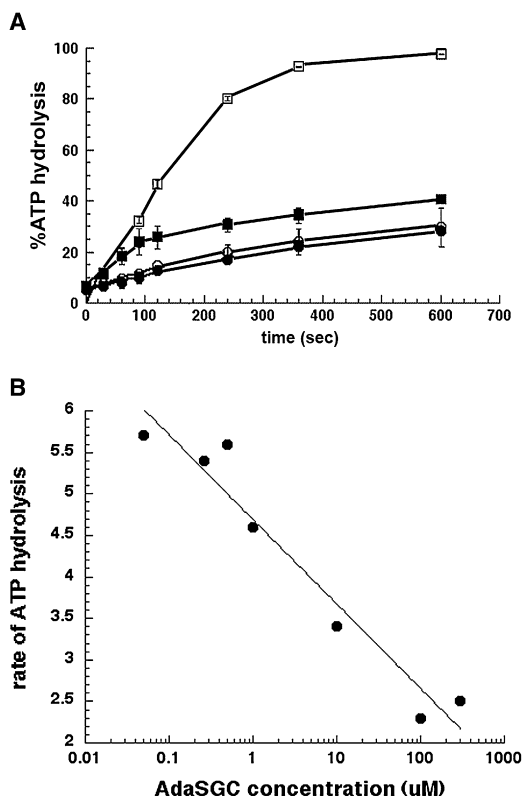 A
100
80
60
40
20
0
%ATP hydrolysis
0 100 200 300 400 500 600 700
time (sec)
B
6
5.5
5
4.5
4
3.5
3
2.5
2
rate of ATP hydrolysis
0.01 0.1 1 10 100 1000
AdaSGC concentration (uM)